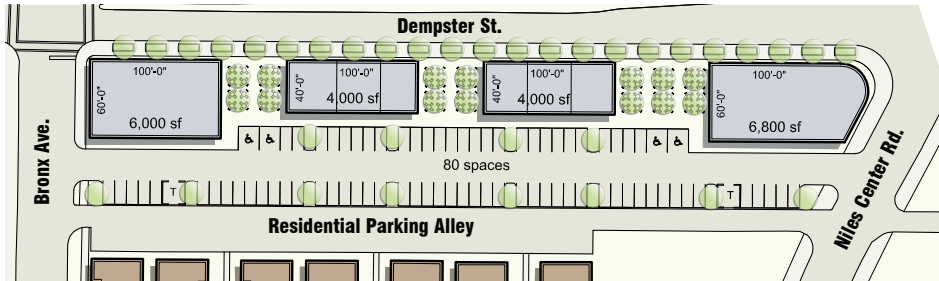 Dempster St.
100'-0"
60'-0"
6,000 sf
100'-0"
40'-0"
4,000 sf
100'-0"
40'-0"
4,000 sf
100'-0"
60'-0"
6,800 sf
Bronx Ave.
80 spaces
Niles Center Rd.
T
T
Residential Parking Alley